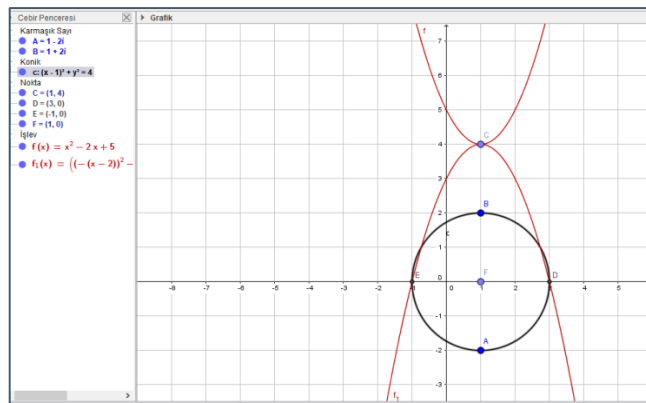 Cebir Penceresi
Karmaşık Sayı
A = 1 - 2i
B = 1 + 2i
Konik
c: (x - 1)² + y² = 4
Nokta
C = (1, 4)
D = (3, 0)
E = (-1, 0)
F = (1, 0)
İşlev
f(x) = x² − 2 x + 5
f₁(x) = ((−(x − 2))² −
Grafik
f
7
6
5
4
C
3
2
B
1
c
E
0
F
D
-8 -7 -6 -5 -4 -3 -2 -1 0 1 2 3 4 5
-1
-2
A
-3
f₁